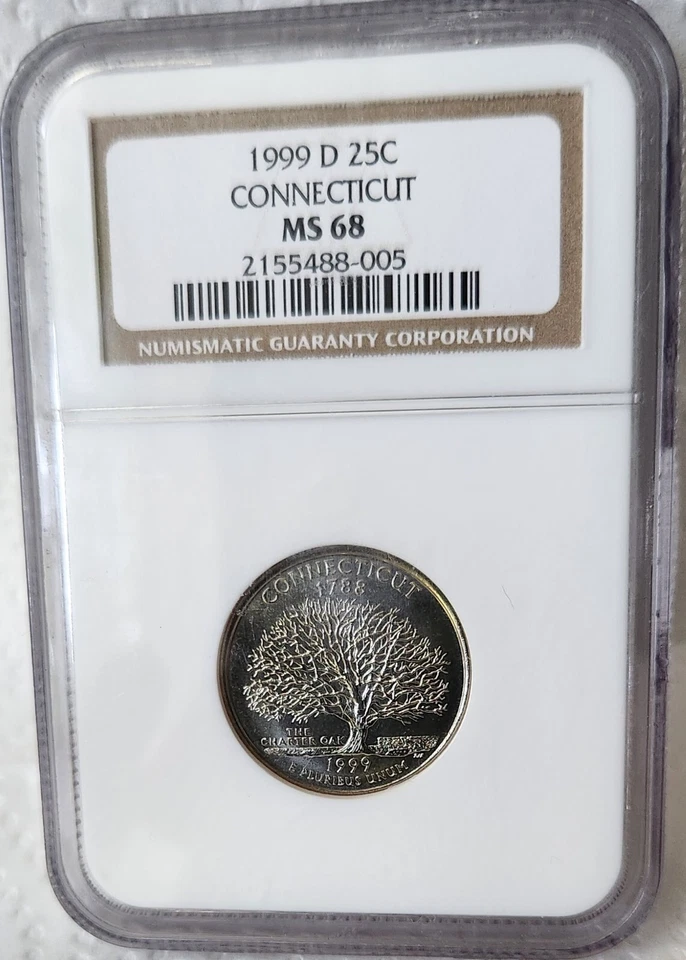 1999 D 25C
CONNECTICUT
MS 68
2155488-005
NUMISMATIC GUARANTY CORPORATION
CONNECTICUT
1788
THE
CHARTER OAK
1999
E PLURIBUS UNUM